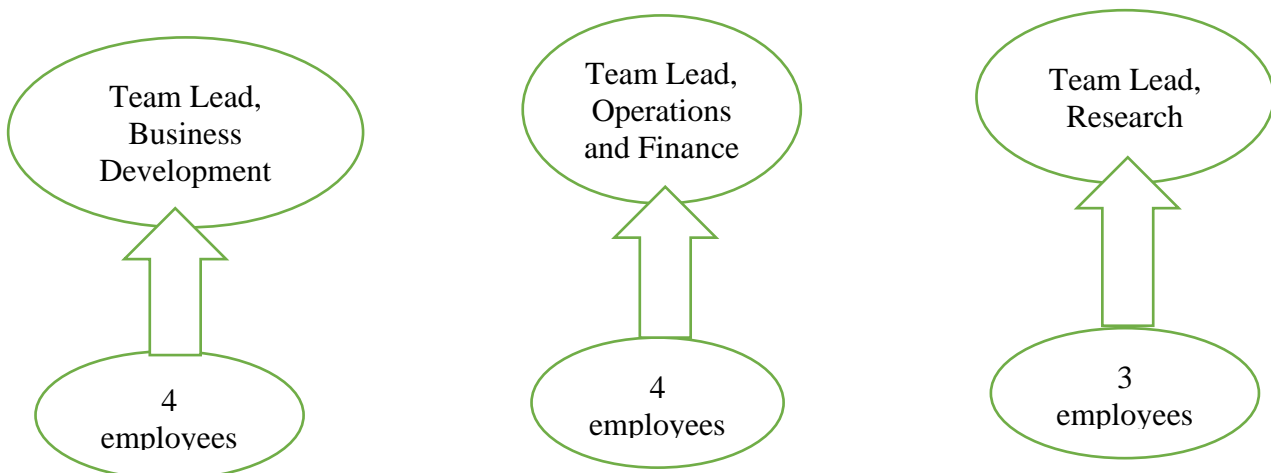 Team Lead,
Business
Development
Team Lead,
Operations
and Finance
Team Lead,
Research
4
employees
4
employees
3
employees